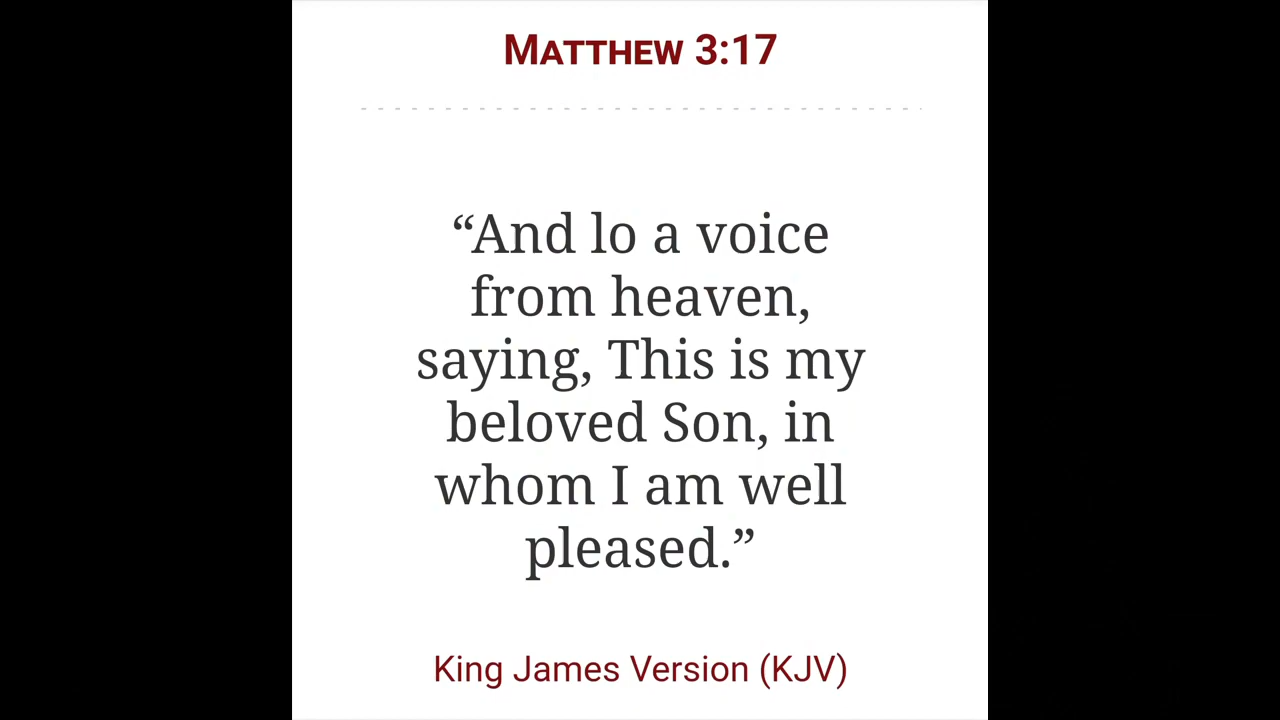 Matthew 3:17
“And lo a voice
from heaven,
saying, This is my
beloved Son, in
whom I am well
pleased.”
King James Version (KJV)